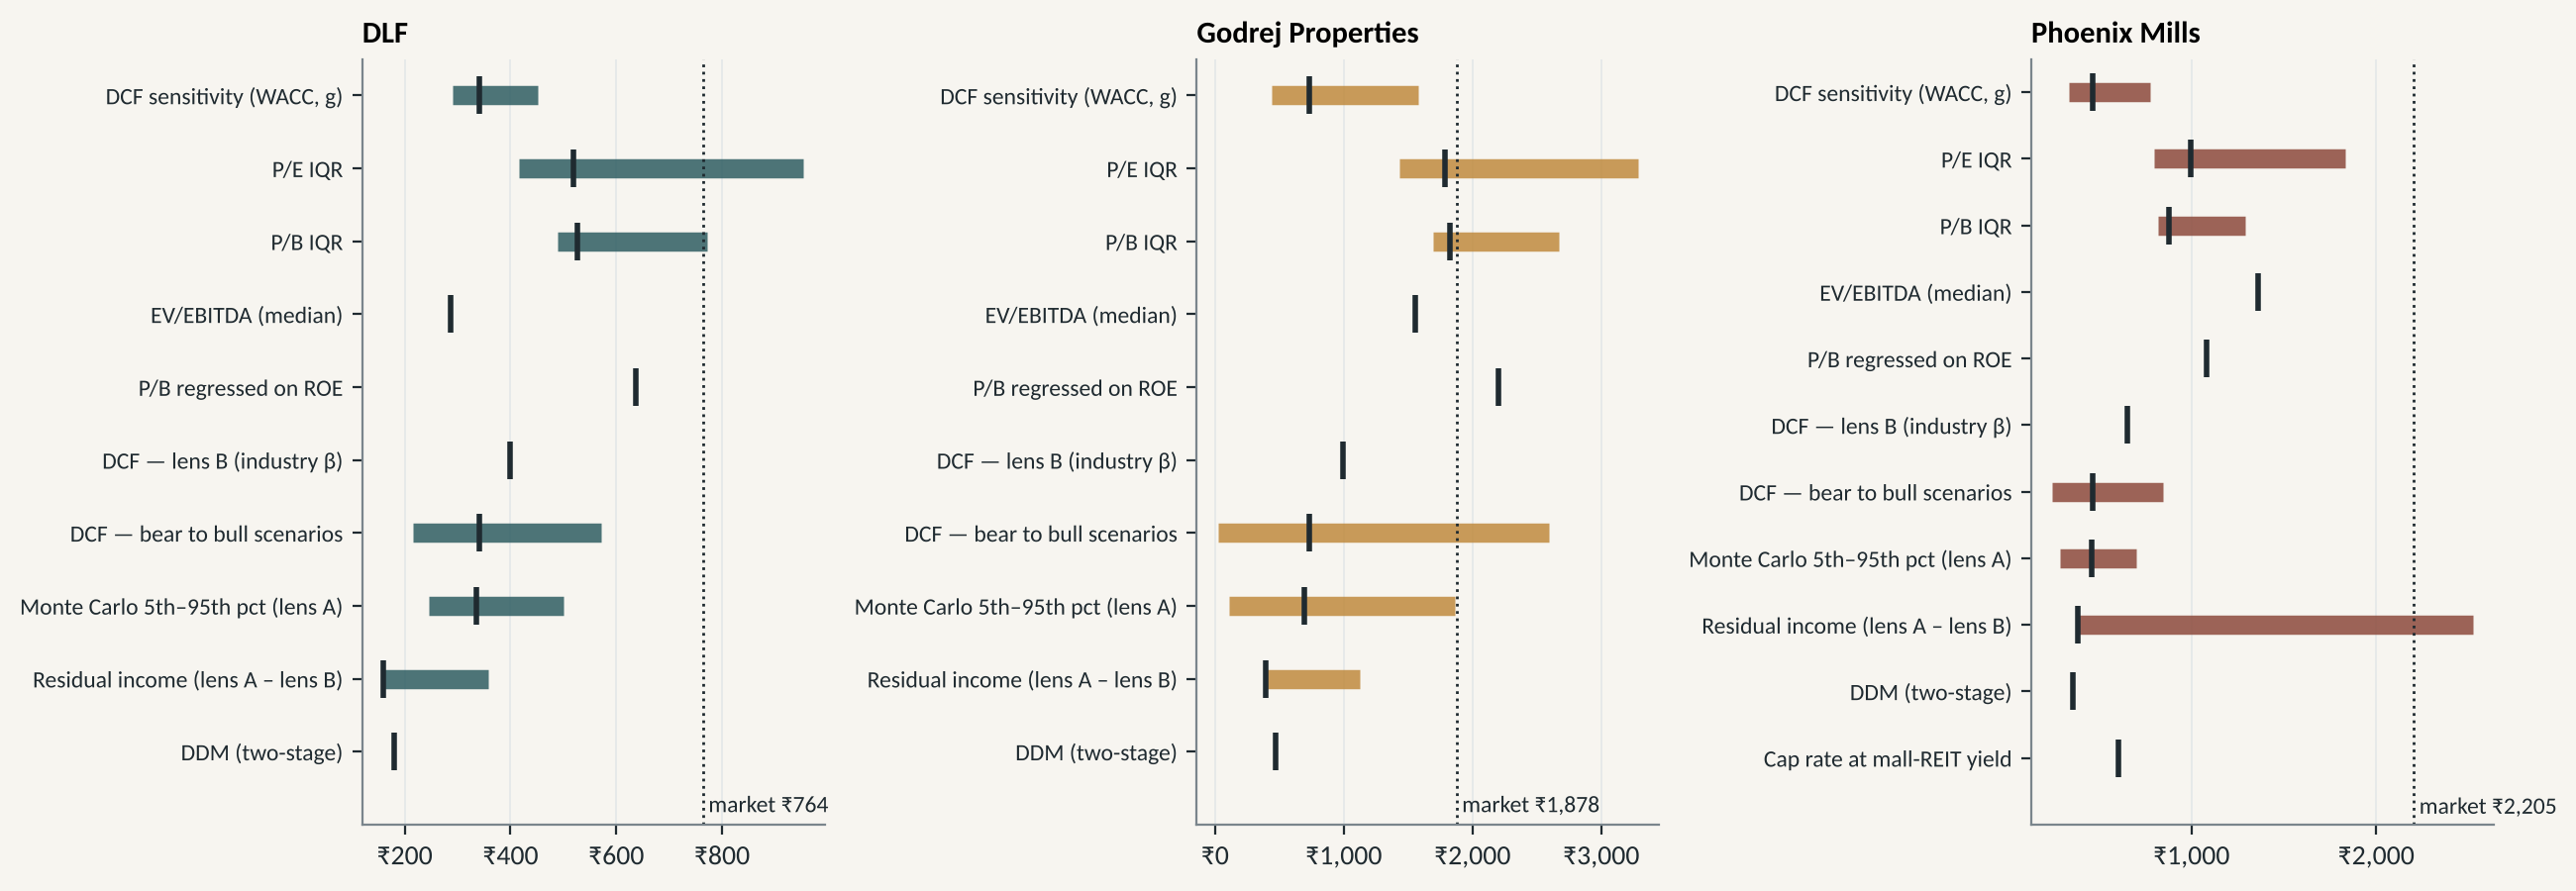 DLF
DCF sensitivity (WACC, g)
P/E IQR
P/B IQR
EV/EBITDA (median)
P/B regressed on ROE
DCF — lens B (industry β)
DCF — bear to bull scenarios
Monte Carlo 5th–95th pct (lens A)
Residual income (lens A – lens B)
DDM (two-stage)
market ₹764
₹200 ₹400 ₹600 ₹800
Godrej Properties
DCF sensitivity (WACC, g)
P/E IQR
P/B IQR
EV/EBITDA (median)
P/B regressed on ROE
DCF — lens B (industry β)
DCF — bear to bull scenarios
Monte Carlo 5th–95th pct (lens A)
Residual income (lens A – lens B)
DDM (two-stage)
market ₹1,878
₹0 ₹1,000 ₹2,000 ₹3,000
Phoenix Mills
DCF sensitivity (WACC, g)
P/E IQR
P/B IQR
EV/EBITDA (median)
P/B regressed on ROE
DCF — lens B (industry β)
DCF — bear to bull scenarios
Monte Carlo 5th–95th pct (lens A)
Residual income (lens A – lens B)
DDM (two-stage)
Cap rate at mall-REIT yield
market ₹2,205
₹1,000 ₹2,000